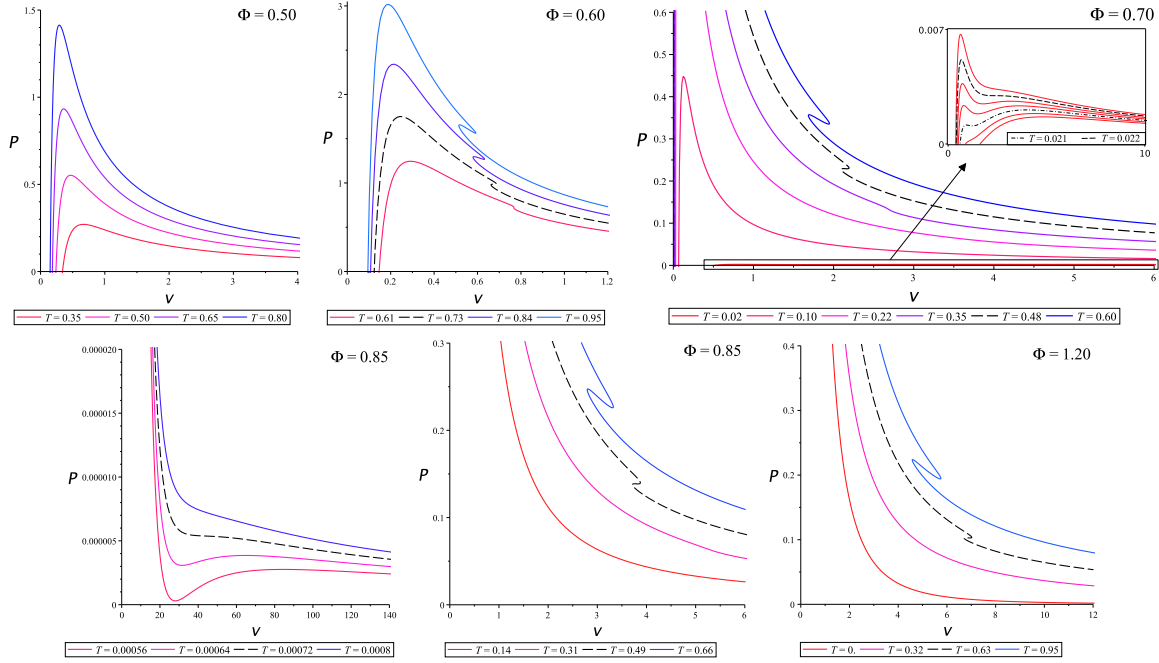 Φ = 0.50
P
1.5
1
0.5
0
0 1 2 3 4
v
T = 0.35 T = 0.50 T = 0.65 T = 0.80
Φ = 0.60
P
3
2
1
0
0 0.2 0.4 0.6 0.8 1.0 1.2
v
T = 0.61 T = 0.73 T = 0.84 T = 0.95
Φ = 0.70
P
0.6
0.5
0.4
0.3
0.2
0.1
0
0 1 2 3 4 5 6
v
0.007
0
T = 0.021 T = 0.022
0 10
T = 0.02 T = 0.10 T = 0.22 T = 0.35 T = 0.48 T = 0.60
Φ = 0.85
P
0.000020
0.000015
0.000010
0.000005
0
0 20 40 60 80 100 120 140
v
T = 0.00056 T = 0.00064 T = 0.00072 T = 0.0008
Φ = 0.85
P
0.3
0.2
0.1
0
0 1 2 3 4 5 6
v
T = 0.14 T = 0.31 T = 0.49 T = 0.66
Φ = 1.20
P
0.4
0.3
0.2
0.1
0
0 2 4 6 8 10 12
v
T = 0. T = 0.32 T = 0.63 T = 0.95